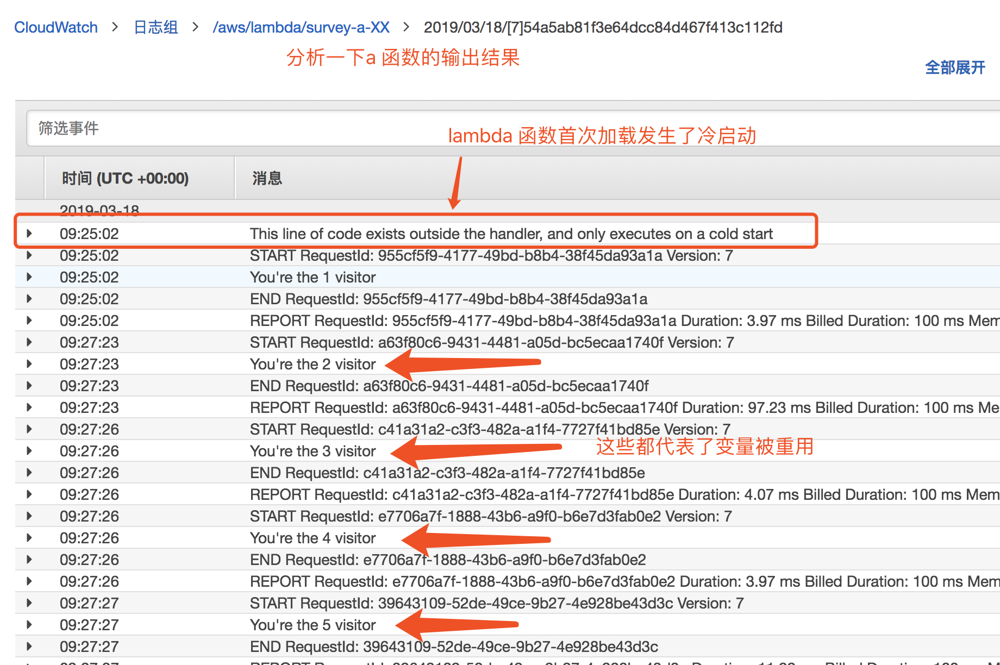 CloudWatch > 日志组 > /aws/lambda/survey-a-XX > 2019/03/18/[7]54a5ab81f3e64dcc84d467f413c112fd
分析一下a 函数的输出结果
全部展开
筛选事件
lambda 函数首次加载发生了冷启动
时间 (UTC +00:00) 消息
2019-03-18
09:25:02 This line of code exists outside the handler, and only executes on a cold start
09:25:02 START RequestId: 955cf5f9-4177-49bd-b8b4-38f45da93a1a Version: 7
09:25:02 You're the 1 visitor
09:25:02 END RequestId: 955cf5f9-4177-49bd-b8b4-38f45da93a1a
09:25:02 REPORT RequestId: 955cf5f9-4177-49bd-b8b4-38f45da93a1a Duration: 3.97 ms Billed Duration: 100 ms Mem
09:27:23 START RequestId: a63f80c6-9431-4481-a05d-bc5ecaa1740f Version: 7
09:27:23 You're the 2 visitor
09:27:23 END RequestId: a63f80c6-9431-4481-a05d-bc5ecaa1740f
09:27:23 REPORT RequestId: a63f80c6-9431-4481-a05d-bc5ecaa1740f Duration: 97.23 ms Billed Duration: 100 ms Me
09:27:26 START RequestId: c41a31a2-c3f3-482a-a1f4-7727f41bd85e Version: 7
09:27:26 You're the 3 visitor
这些都代表了变量被重用
09:27:26 END RequestId: c41a31a2-c3f3-482a-a1f4-7727f41bd85e
09:27:26 REPORT RequestId: c41a31a2-c3f3-482a-a1f4-7727f41bd85e Duration: 4.07 ms Billed Duration: 100 ms Mem
09:27:26 START RequestId: e7706a7f-1888-43b6-a9f0-b6e7d3fab0e2 Version: 7
09:27:26 You're the 4 visitor
09:27:26 END RequestId: e7706a7f-1888-43b6-a9f0-b6e7d3fab0e2
09:27:26 REPORT RequestId: e7706a7f-1888-43b6-a9f0-b6e7d3fab0e2 Duration: 3.97 ms Billed Duration: 100 ms Mem
09:27:27 START RequestId: 39643109-52de-49ce-9b27-4e928be43d3c Version: 7
09:27:27 You're the 5 visitor
09:27:27 END RequestId: 39643109-52de-49ce-9b27-4e928be43d3c